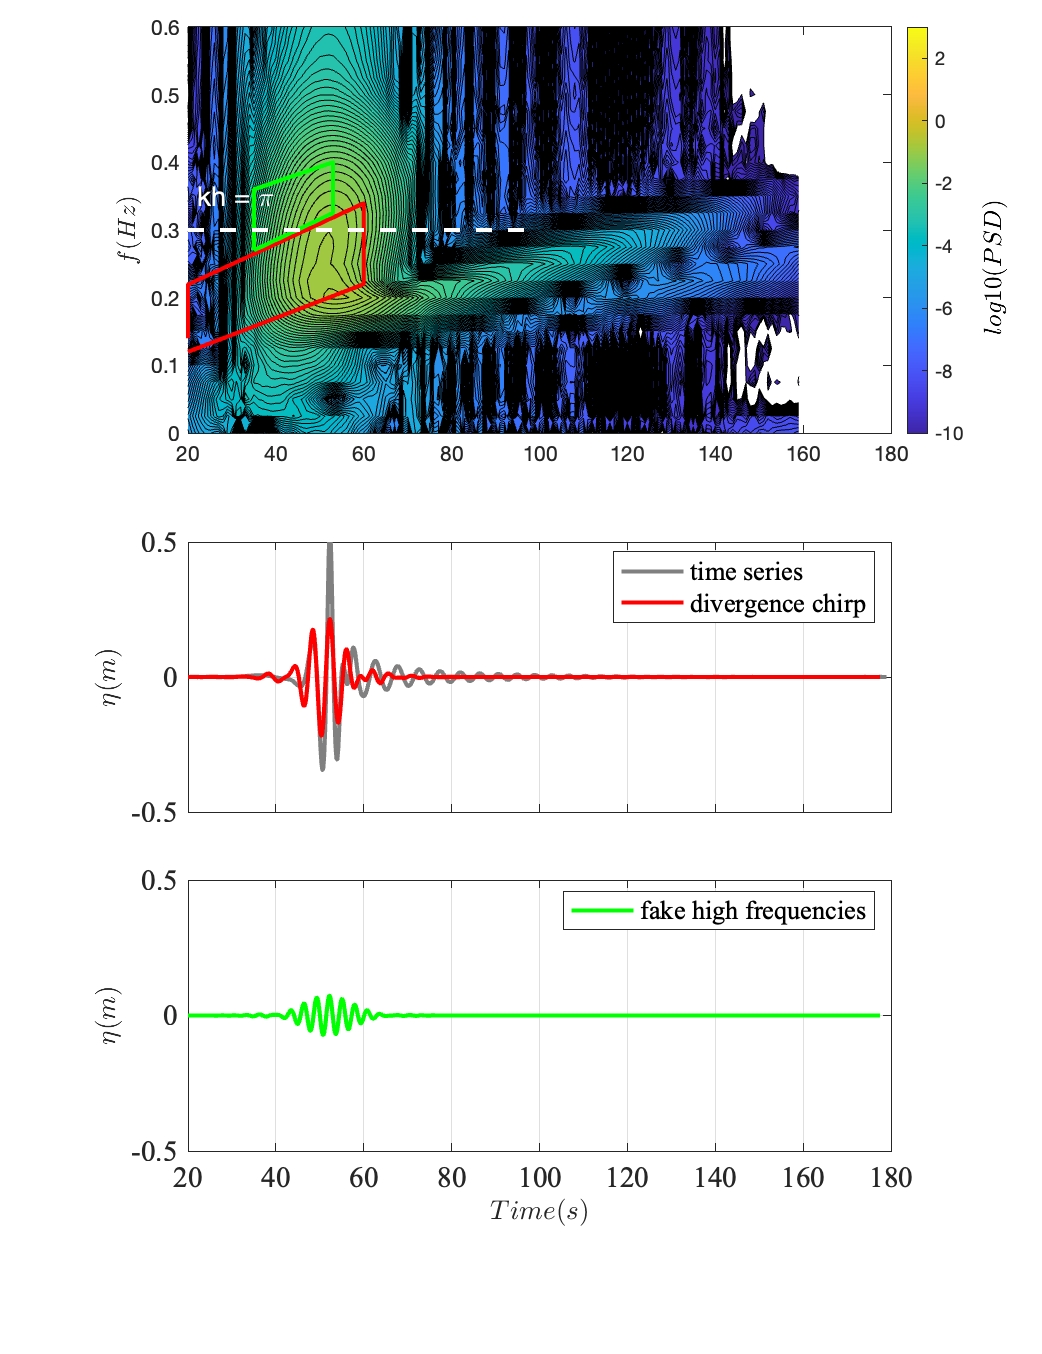 0.6
0.5
0.4
0.3
0.2
0.1
0
f(Hz)
kh = π
20 40 60 80 100 120 140 160 180
2
0
-2
-4
-6
-8
-10
log10(PSD)
0.5
0
-0.5
η(m)
time series
divergence chirp
0.5
0
-0.5
η(m)
fake high frequencies
20 40 60 80 100 120 140 160 180
Time(s)